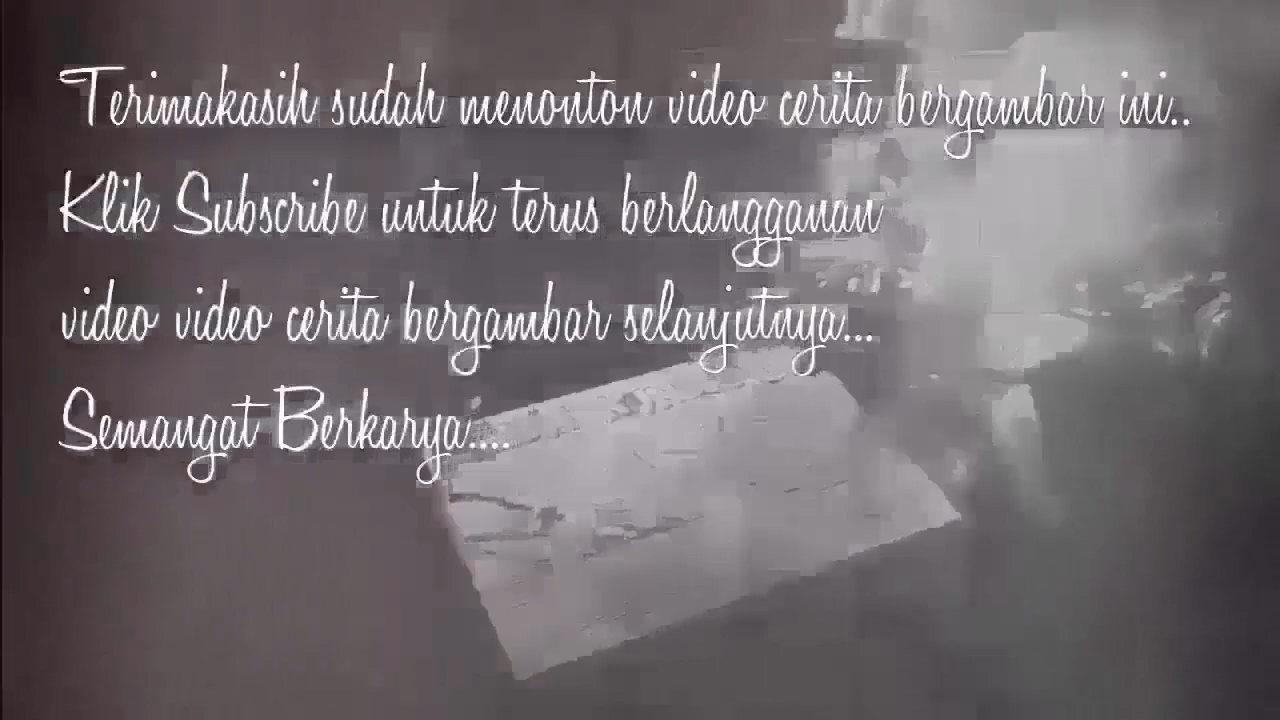 Terimakasih sudah menonton video cerita bergambar ini..
Klik Subscribe untuk terus berlangganan
video video cerita bergambar selanjutnya...
Semangat Berkarya....